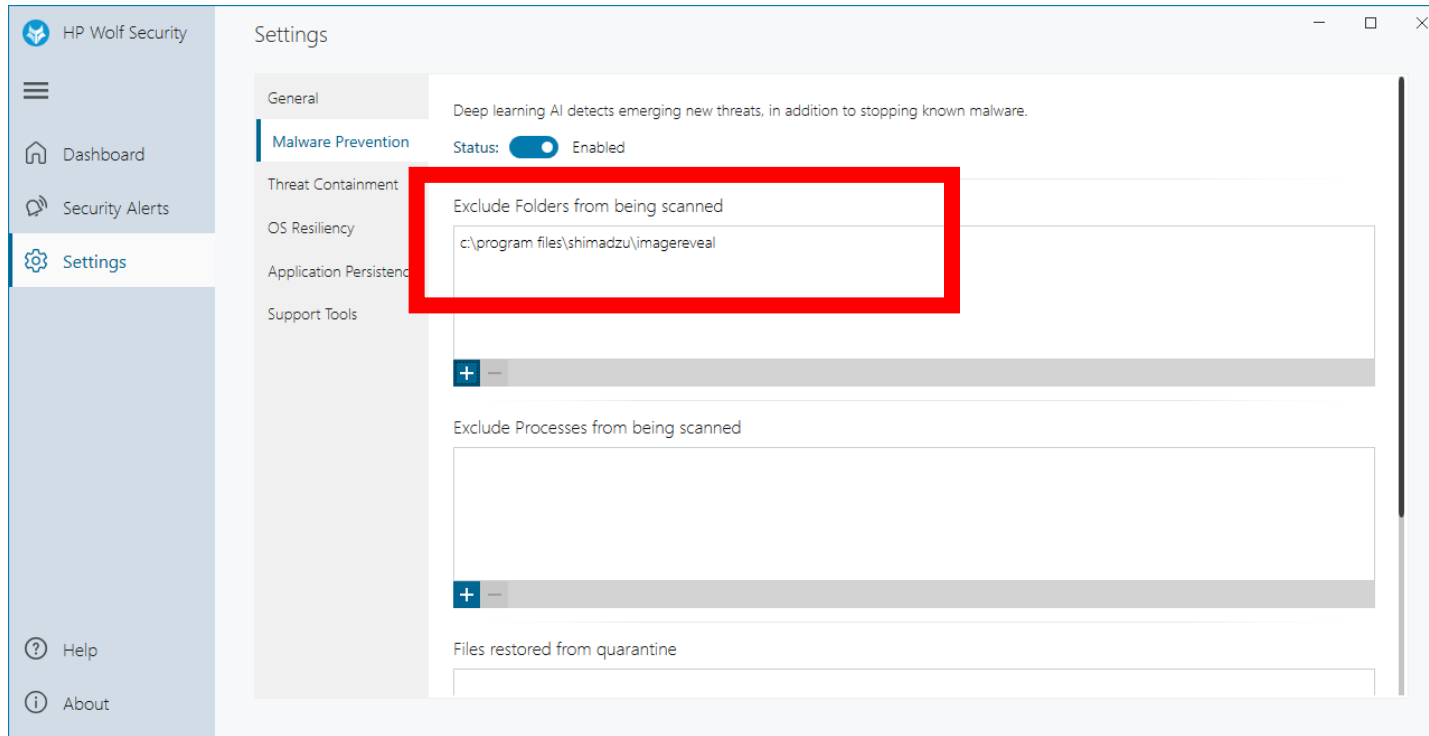 HP Wolf Security
Settings
Dashboard
Security Alerts
Settings
Help
About
General
Malware Prevention
Threat Containment
OS Resiliency
Application Persistenc
Support Tools
Deep learning AI detects emerging new threats, in addition to stopping known malware.
Status: Enabled
Exclude Folders from being scanned
c:\program files\shimadzu\imagereveal
Exclude Processes from being scanned
Files restored from quarantine